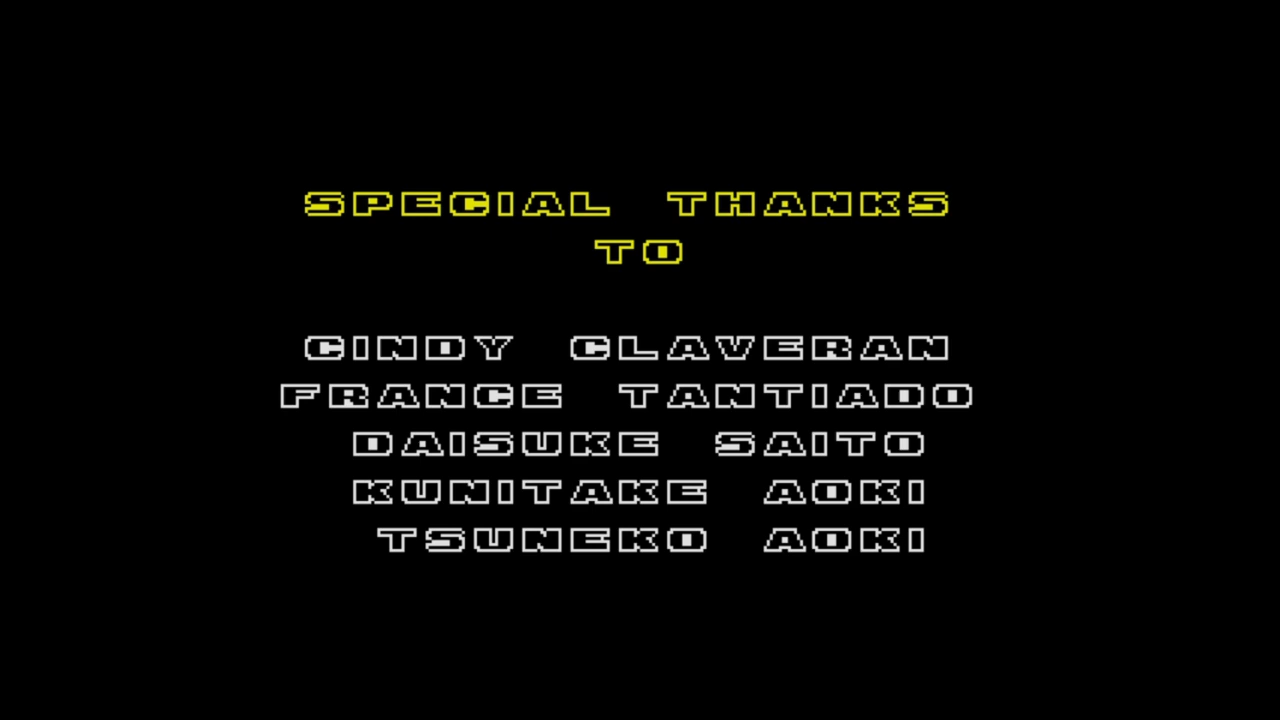 SPECIAL THANKS
TO
CINDY CLAVERAN
FRANCE TANTIADO
DAISUKE SAITO
KUNITAKE AOKI
TSUNEKO AOKI